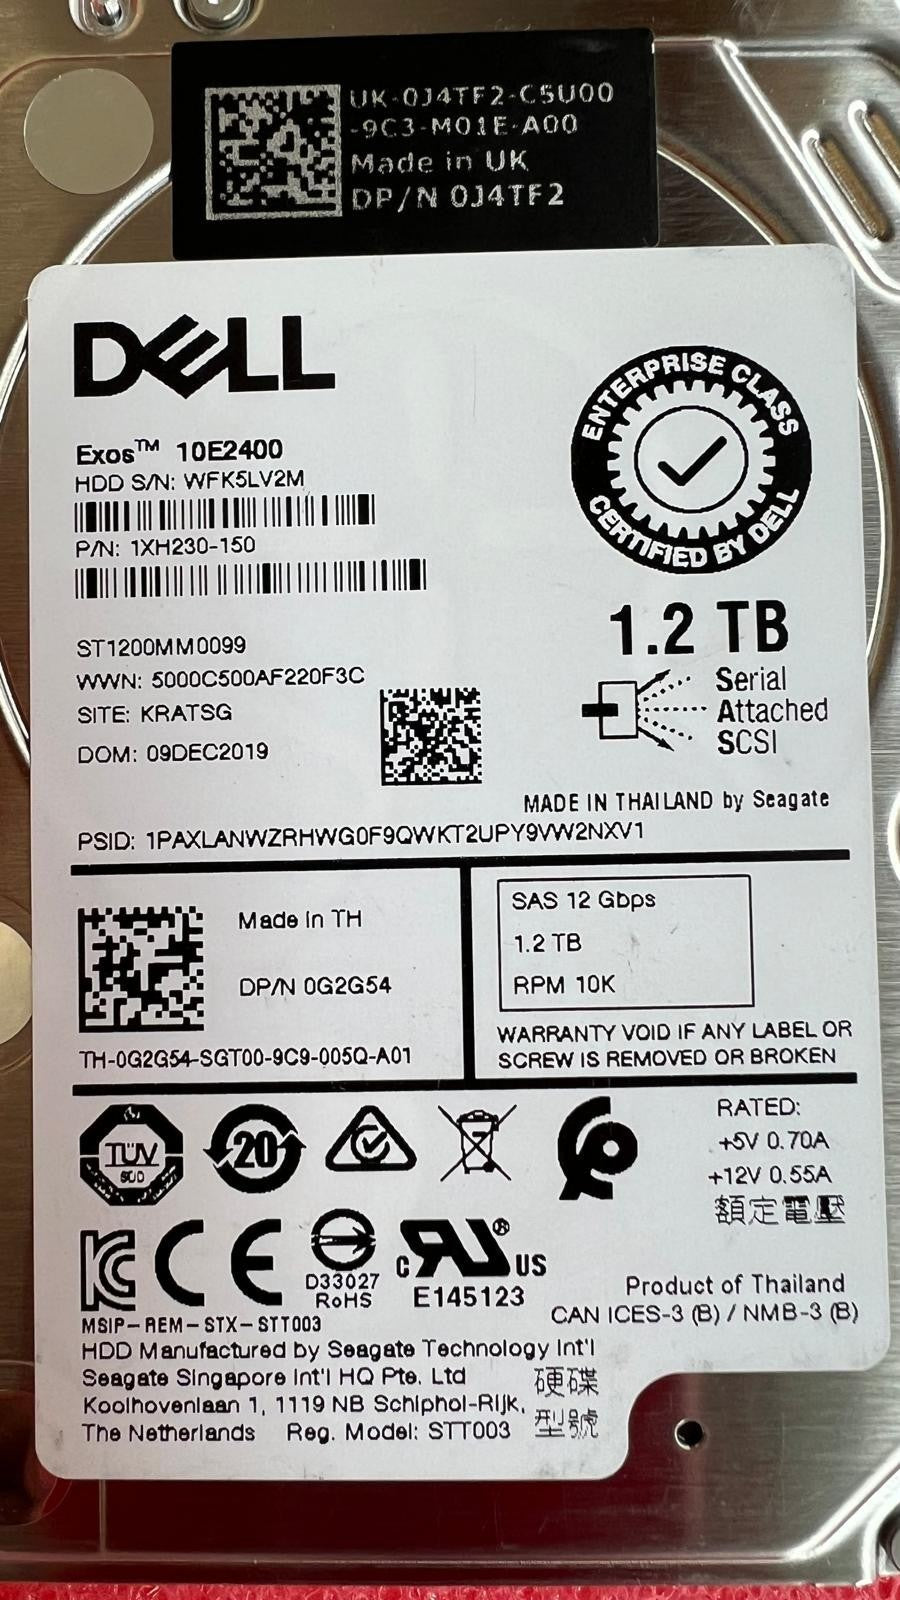 UK-0J4TF2-CSU00
-9C3-M01E-A00
Made in UK
DP/N 0J4TF2
DELL
ENTERPRISE CLASS
CERTIFIED BY DELL
Exos™ 10E2400
HDD S/N: WFK5LV2M
P/N: 1XH230-150
1.2 TB
ST1200MM0099
WWN: 5000C500AF220F3C
SITE: KRATSG
DOM: 09DEC2019
Serial
Attached
SCSI
MADE IN THAILAND by Seagate
PSID: 1PAXLANWZRHWG0F9QWKT2UPY9VW2NXV1
Made In TH
DP/N 0G2G54
TH-0G2G54-SGT00-9C9-005Q-A01
SAS 12 Gbps
1.2 TB
RPM 10K
WARRANTY VOID IF ANY LABEL OR
SCREW IS REMOVED OR BROKEN
TÜV
SÜD
20
RATED:
+5V 0.70A
+12V 0.55A
額定電壓
CE
D33027
RoHS
c RU® US
E145123
Product of Thailand
CAN ICES-3 (B) / NMB-3 (B)
MSIP-REM-STX-STT003
HDD Manufactured by Seagate Technology Int'l
Seagate Singapore Int'l HQ Pte. Ltd
Koolhovenlaan 1, 1119 NB Schiphol-Rijk,
The Netherlands Reg. Model: STT003
硬碟
型號